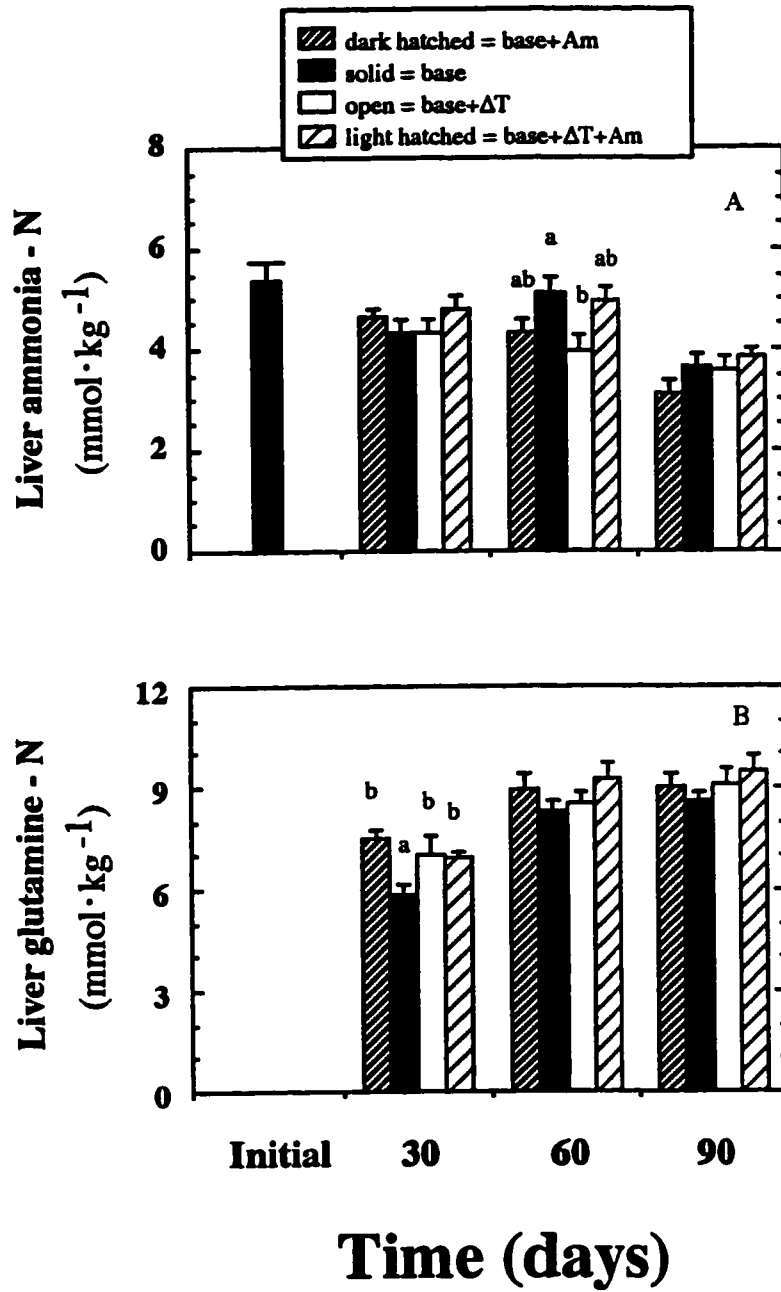 dark hatched = base+Am
solid = base
open = base+ΔT
light hatched = base+ΔT+Am
8
6
4
2
0
Liver ammonia - N
(mmol·kg⁻¹)
A
ab
a
b
ab
12
9
6
3
0
Liver glutamine - N
(mmol·kg⁻¹)
B
b
a
b
b
Initial 30 60 90
Time (days)